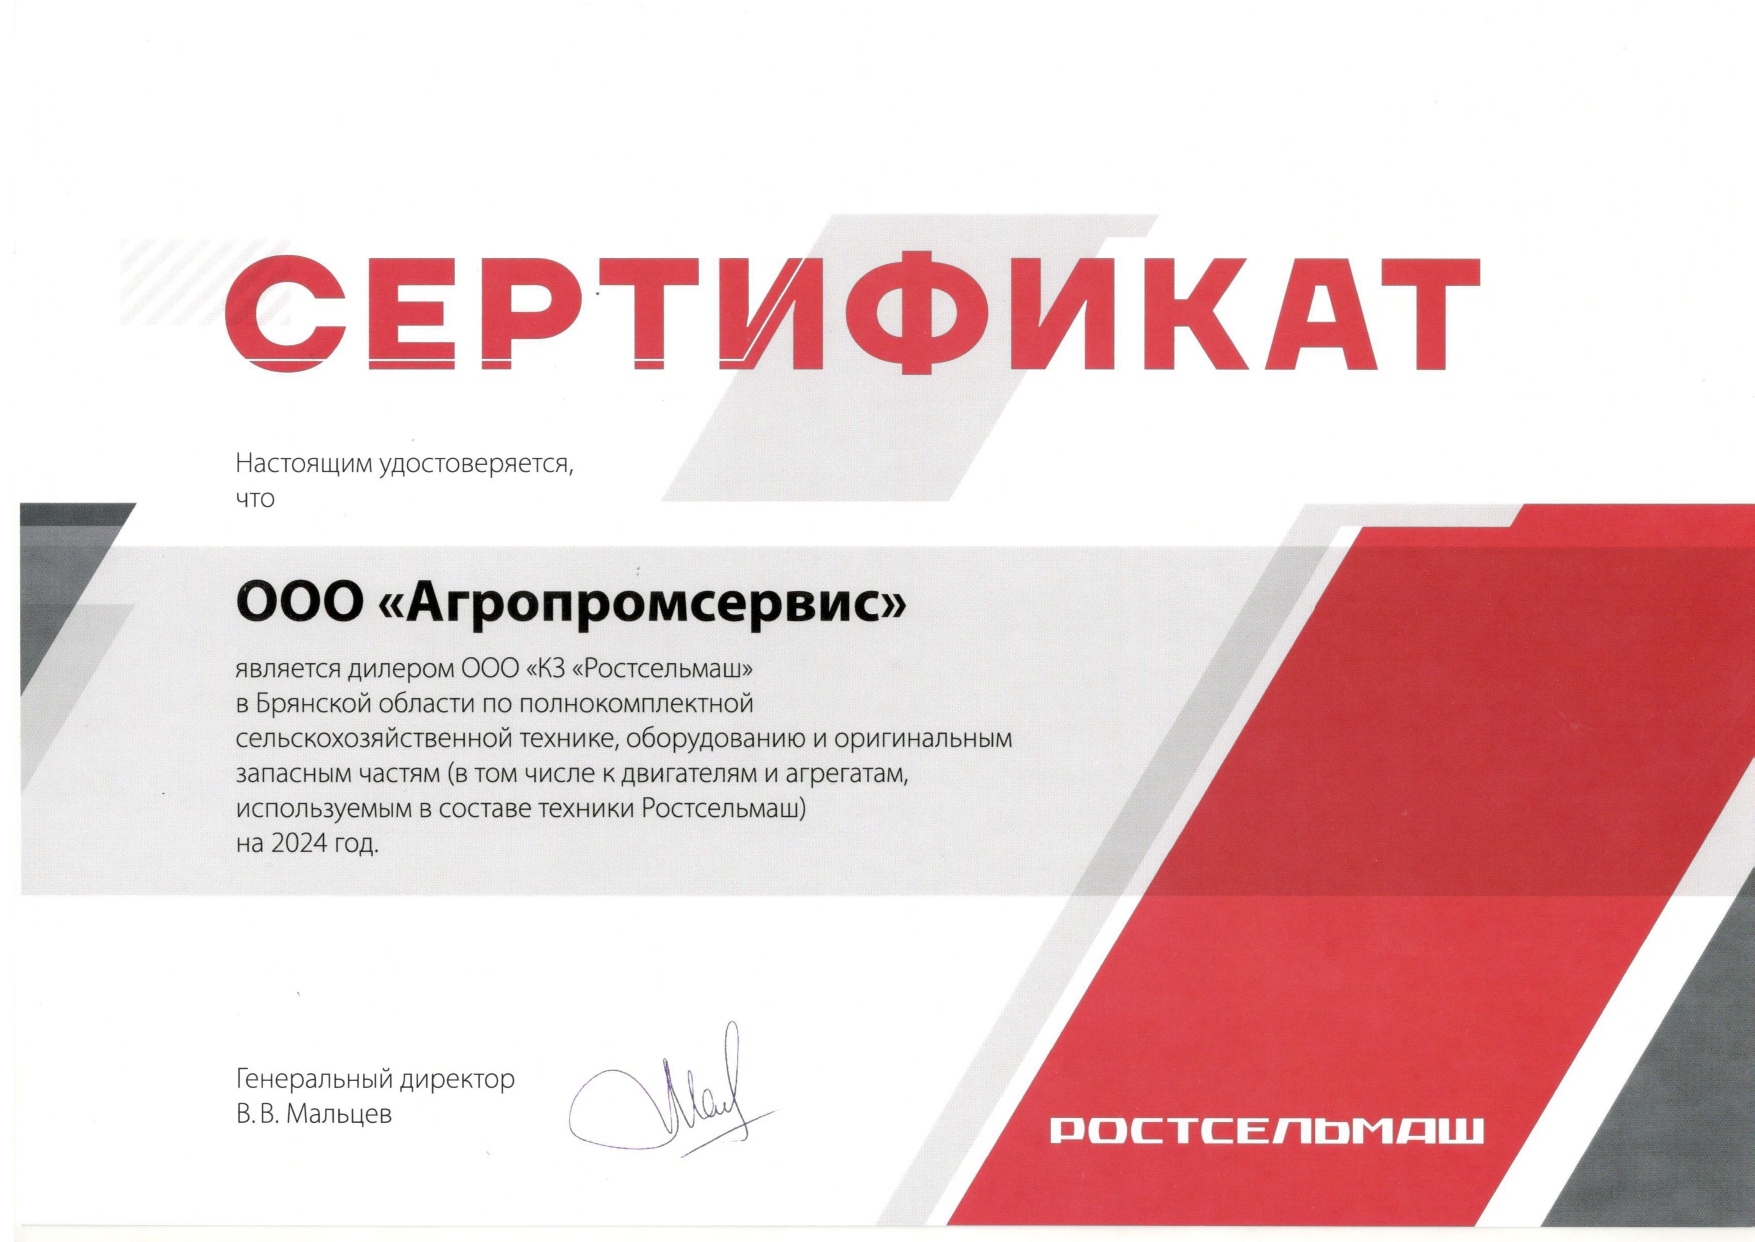 СЕРТИФИКАТ
Настоящим удостоверяется,
что
ООО «Агропромсервис»
является дилером ООО «КЗ «Ростсельмаш»
в Брянской области по полнокомплектной
сельскохозяйственной технике, оборудованию и оригинальным
запасным частям (в том числе к двигателям и агрегатам,
используемым в составе техники Ростсельмаш)
на 2024 год.
Генеральный директор
В. В. Мальцев
РОСТСЕЛЬМАШ